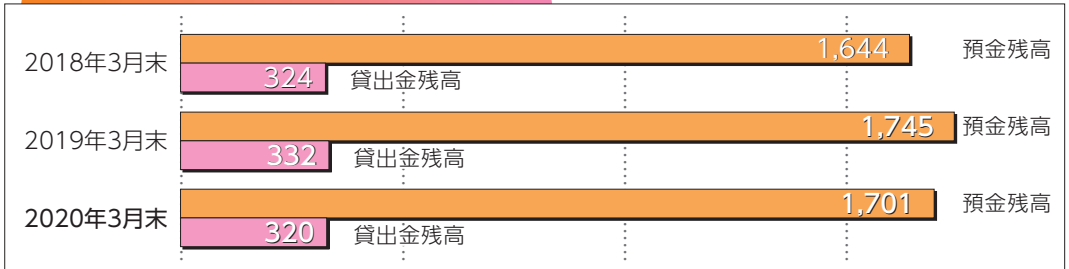 2018年3月末
1,644 預金残高
324 貸出金残高
2019年3月末
1,745 預金残高
332 貸出金残高
2020年3月末
1,701 預金残高
320 貸出金残高